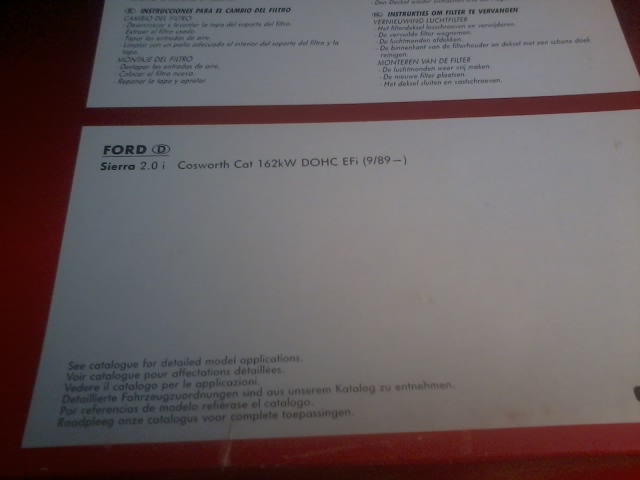 INSTRUCCIONES PARA EL CAMBIO DEL FILTRO
CAMBIO DEL FILTRO
- Desenroscar y levantar la tapa del soporte del filtro.
- Extraer el filtro usado.
- Tapar las entradas de aire.
- Limpiar con un paño adecuado el interior del soporte del filtro y la
tapa.
MONTAJE DEL FILTRO
- Destapar las entradas de aire.
- Colocar el filtro nuevo.
- Reponer la tapa y apretar.
NL INSTRUKTIES OM FILTER TE VERVANGEN
VERNIEUWING LUCHTFILTER
- Het filterdeksel losschroeven en verwijderen.
- De vervuilde filter wegnemen.
- De luchtmonden afdekken.
- De binnenkant van de filterhouder en deksel met een schone doek
reinigen.
MONTEREN VAN DE FILTER
- De luchtmonden weer vrij maken.
- De nieuwe filter plaatsen.
- Het deksel sluiten en vastschroeven.
FORD D
Sierra 2.0 i Cosworth Cat 162kW DOHC EFi (9/89–)
See catalogue for detailed model applications.
Voir catalogue pour affectations détaillées.
Vedere il catalogo per le applicazioni.
Detaillierte Fahrzeugzuordnungen sind aus unserem Katalog zu entnehmen.
Por referencias de modelo refiérase el catalogo.
Raadpleeg onze catalogus voor complete toepassingen.